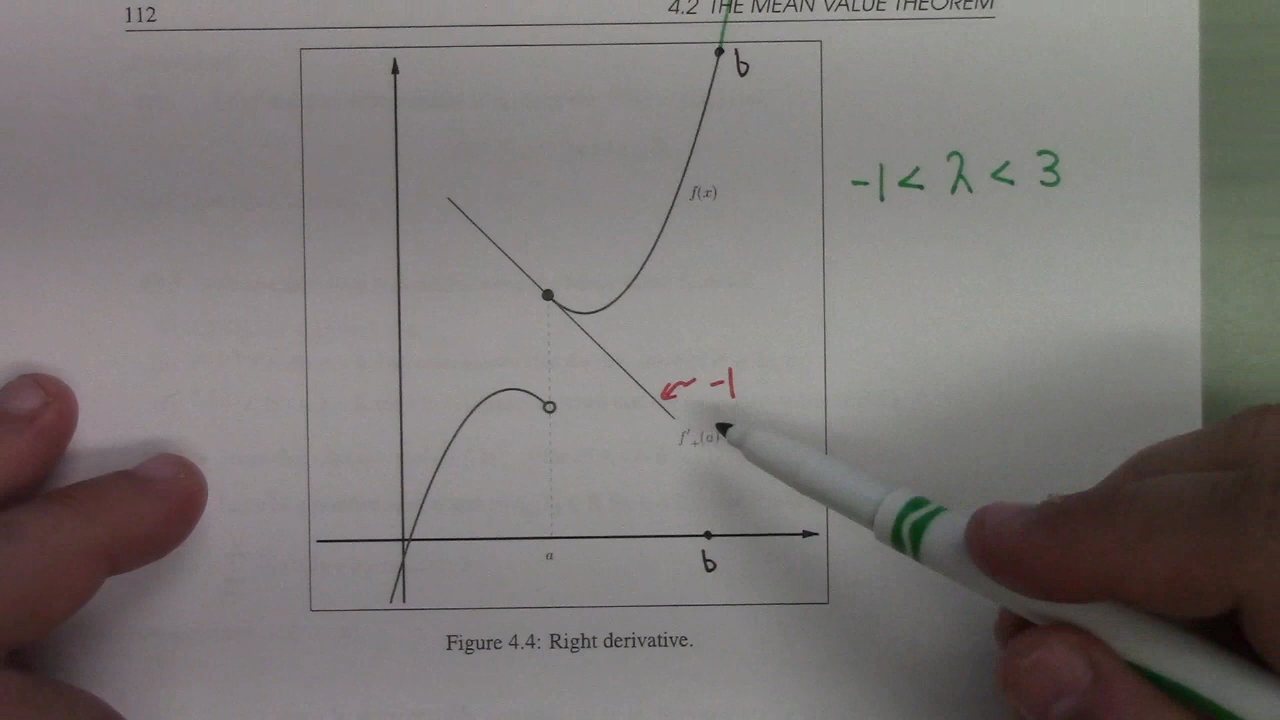 112
4.2 THE MEAN VALUE THEOREM
b
f(x)
-1 < λ < 3
-1
f'₊(a)
a
b
Figure 4.4: Right derivative.